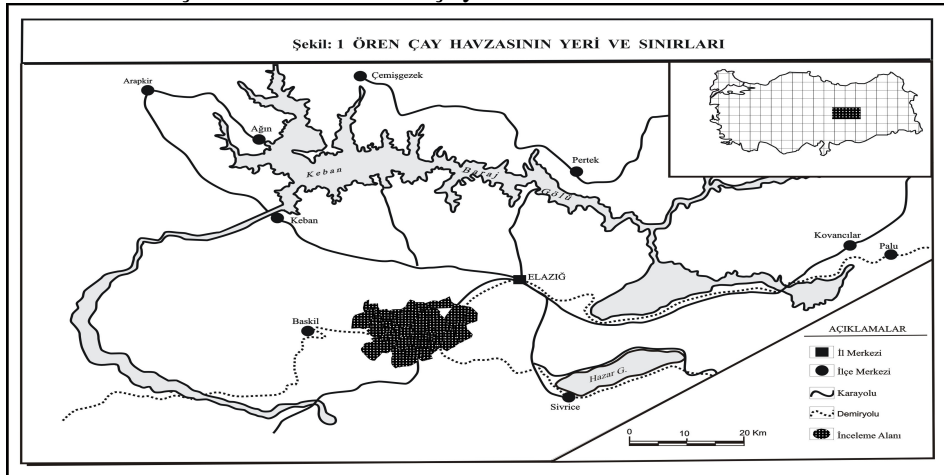 Şekil: 1 ÖREN ÇAY HAVZASININ YERİ VE SINIRLARI
Arapkir
Çemişgezek
Ağın
Keban Baraj Gölü
Pertek
Keban
Kovancılar
Palu
ELAZIĞ
Baskil
Hazar G.
Sivrice
AÇIKLAMALAR
İl Merkezi
İlçe Merkezi
Karayolu
Demiryolu
İnceleme Alanı
0 10 20 Km